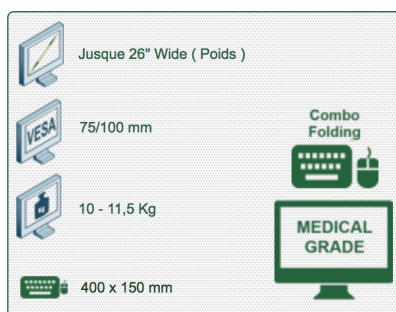 Jusque 26" Wide ( Poids )
VESA
75/100 mm
Combo
Folding
KG
10 - 11,5 Kg
MEDICAL
GRADE
400 x 150 mm